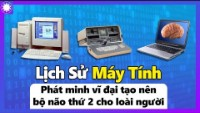 Lịch Sử Máy Tính
Phát minh vĩ đại tạo nên
bộ não thứ 2 cho loài người